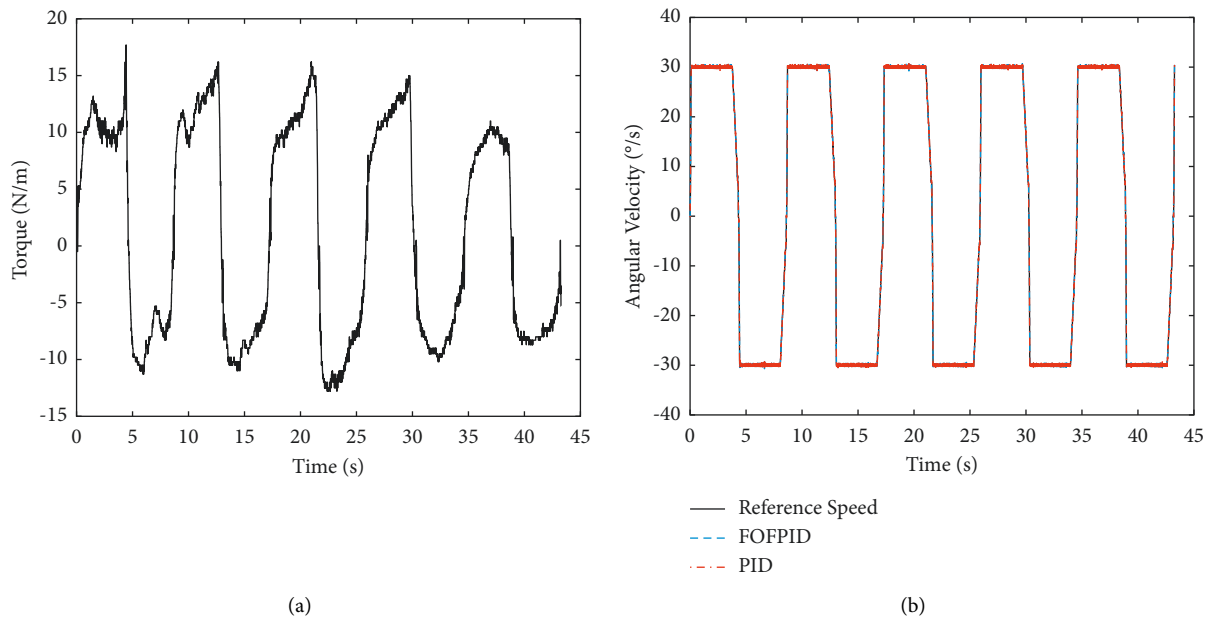 20
15
10
5
0
-5
-10
-15
Torque (N/m)
0 5 10 15 20 25 30 35 40 45
Time (s)
(a)
40
30
20
10
0
-10
-20
-30
-40
Angular Velocity (°/s)
0 5 10 15 20 25 30 35 40 45
Time (s)
Reference Speed
FOFPID
PID
(b)